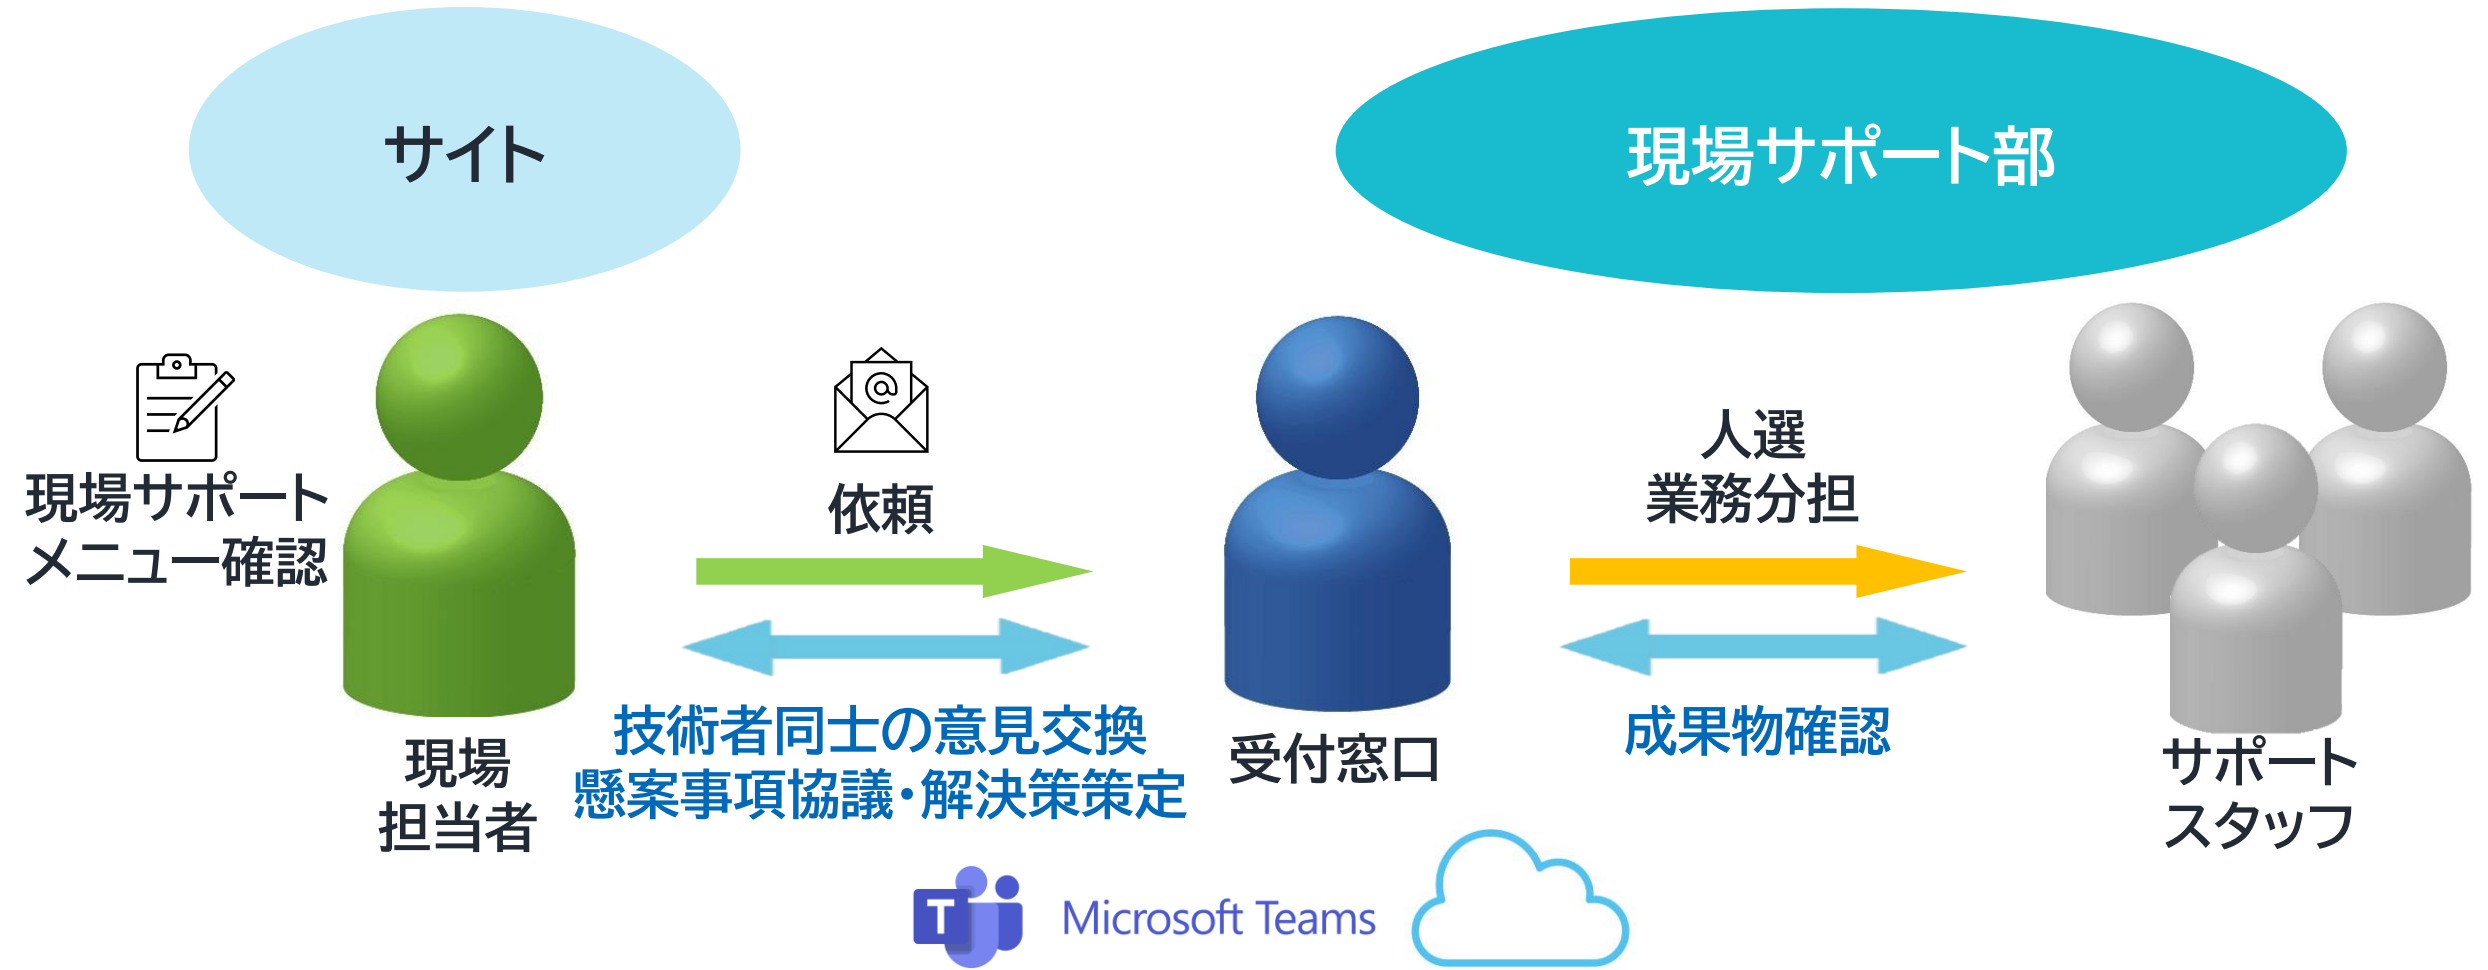 サイト
現場サポート部
現場サポート
メニュー確認
依頼
人選
業務分担
技術者同士の意見交換
懸案事項協議・解決策策定
成果物確認
現場
担当者
受付窓口
サポート
スタッフ
Microsoft Teams